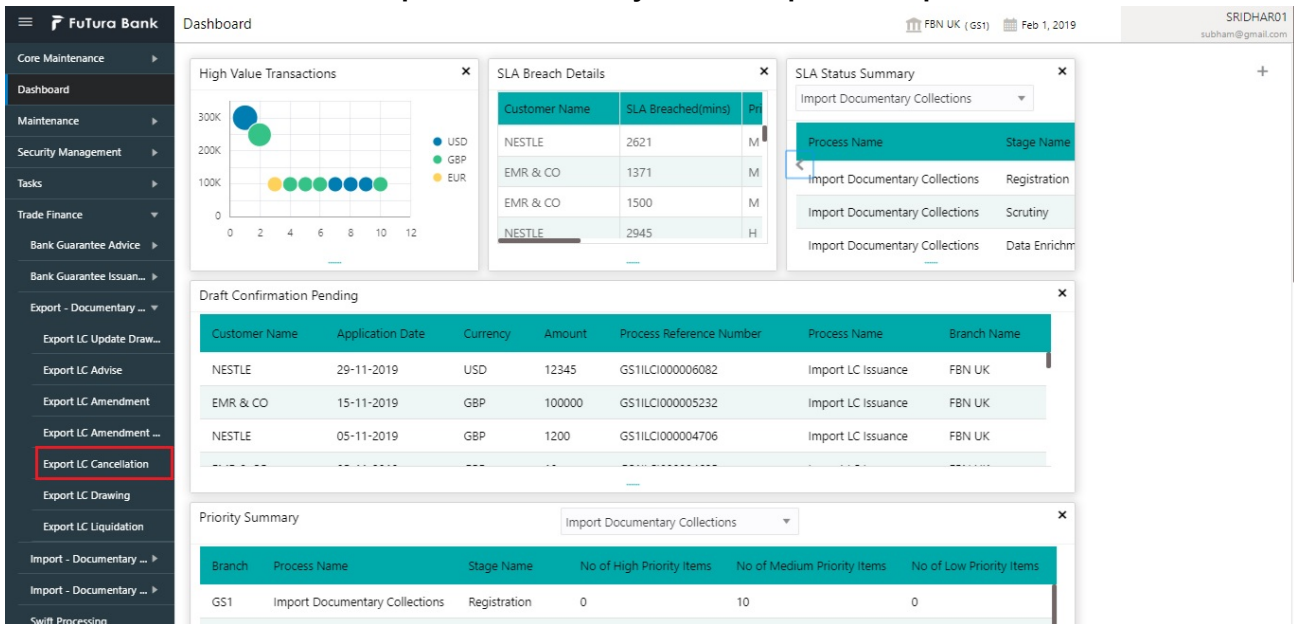 FuTura Bank
Dashboard
FBN UK (GS1)
Feb 1, 2019
SRIDHAR01
subham@gmail.com
Core Maintenance
Dashboard
Maintenance
Security Management
Tasks
Trade Finance
Bank Guarantee Advice
Bank Guarantee Issuan...
Export - Documentary ...
Export LC Update Draw...
Export LC Advise
Export LC Amendment
Export LC Amendment ...
Export LC Cancellation
Export LC Drawing
Export LC Liquidation
Import - Documentary ...
Import - Documentary ...
Swift Processing
High Value Transactions
300K
200K
100K
0
0 2 4 6 8 10 12
USD
GBP
EUR
SLA Breach Details
Customer Name SLA Breached(mins) Pri
NESTLE 2621 M
EMR & CO 1371 M
EMR & CO 1500 M
NESTLE 2945 H
SLA Status Summary
Import Documentary Collections
Process Name Stage Name
Import Documentary Collections Registration
Import Documentary Collections Scrutiny
Import Documentary Collections Data Enrichm
Draft Confirmation Pending
Customer Name Application Date Currency Amount Process Reference Number Process Name Branch Name
NESTLE 29-11-2019 USD 12345 GS1ILCI000006082 Import LC Issuance FBN UK
EMR & CO 15-11-2019 GBP 100000 GS1ILCI000005232 Import LC Issuance FBN UK
NESTLE 05-11-2019 GBP 1200 GS1ILCI000004706 Import LC Issuance FBN UK
Priority Summary
Import Documentary Collections
Branch Process Name Stage Name No of High Priority Items No of Medium Priority Items No of Low Priority Items
GS1 Import Documentary Collections Registration 0 10 0